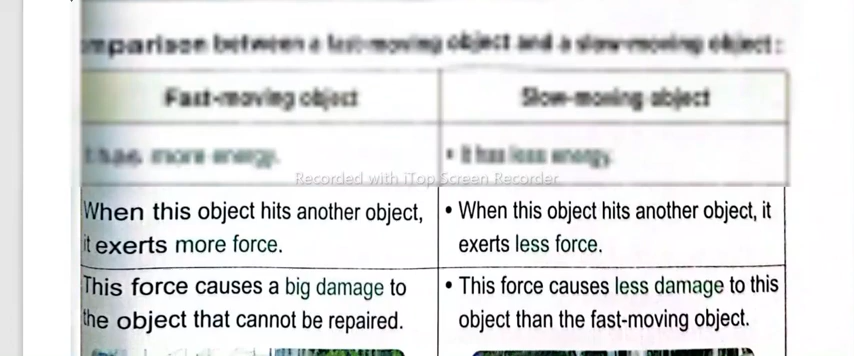 mparison between a fast-moving object and a slow-moving object :
Fast-moving object
Slow-moving object
t has more energy.
• It has less energy.
Recorded with iTop Screen Recorder
When this object hits another object,
it exerts more force.
• When this object hits another object, it
exerts less force.
This force causes a big damage to
the object that cannot be repaired.
• This force causes less damage to this
object than the fast-moving object.